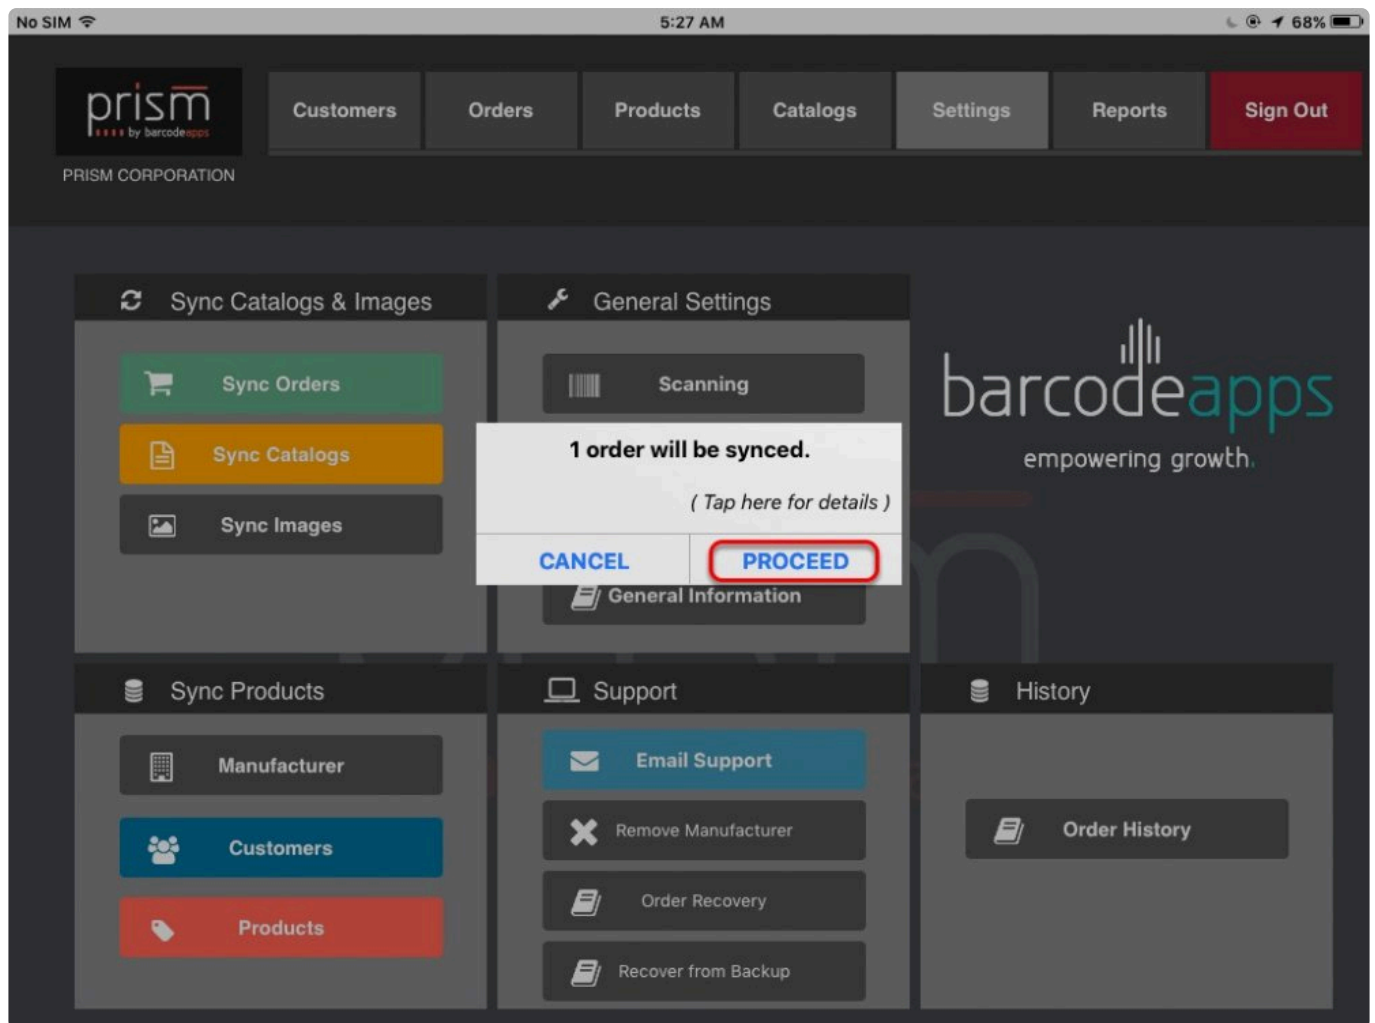 No SIM
5:27 AM
68%
prism
by barcodeapps
Customers
Orders
Products
Catalogs
Settings
Reports
Sign Out
PRISM CORPORATION
Sync Catalogs & Images
Sync Orders
Sync Catalogs
Sync Images
General Settings
Scanning
1 order will be synced.
( Tap here for details )
CANCEL
PROCEED
General Information
barcodeapps
empowering growth.
Sync Products
Manufacturer
Customers
Products
Support
Email Support
Remove Manufacturer
Order Recovery
Recover from Backup
History
Order History